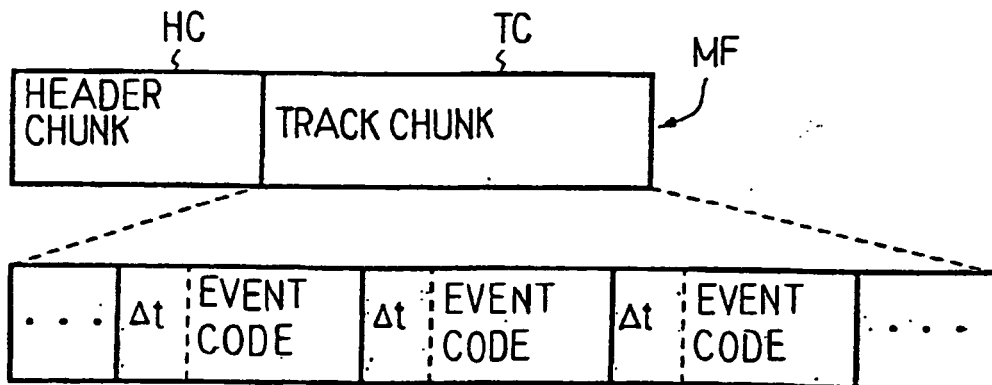 HC TC MF
HEADER
CHUNK
TRACK CHUNK
. . . Δt EVENT CODE Δt EVENT CODE Δt EVENT CODE . . . .